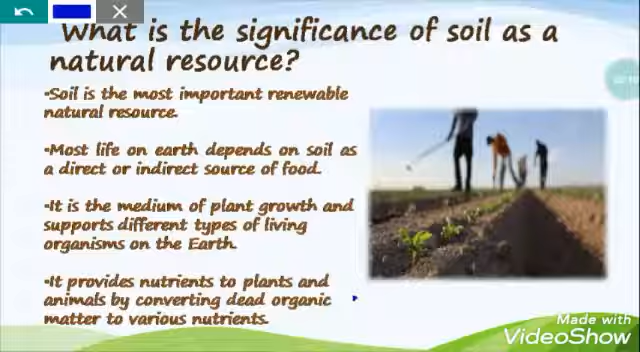 What is the significance of soil as a
natural resource?
•Soil is the most important renewable
natural resource.
•Most life on earth depends on soil as
a direct or indirect source of food.
•It is the medium of plant growth and
supports different types of living
organisms on the Earth.
•It provides nutrients to plants and
animals by converting dead organic
matter to various nutrients.
Made with
VideoShow